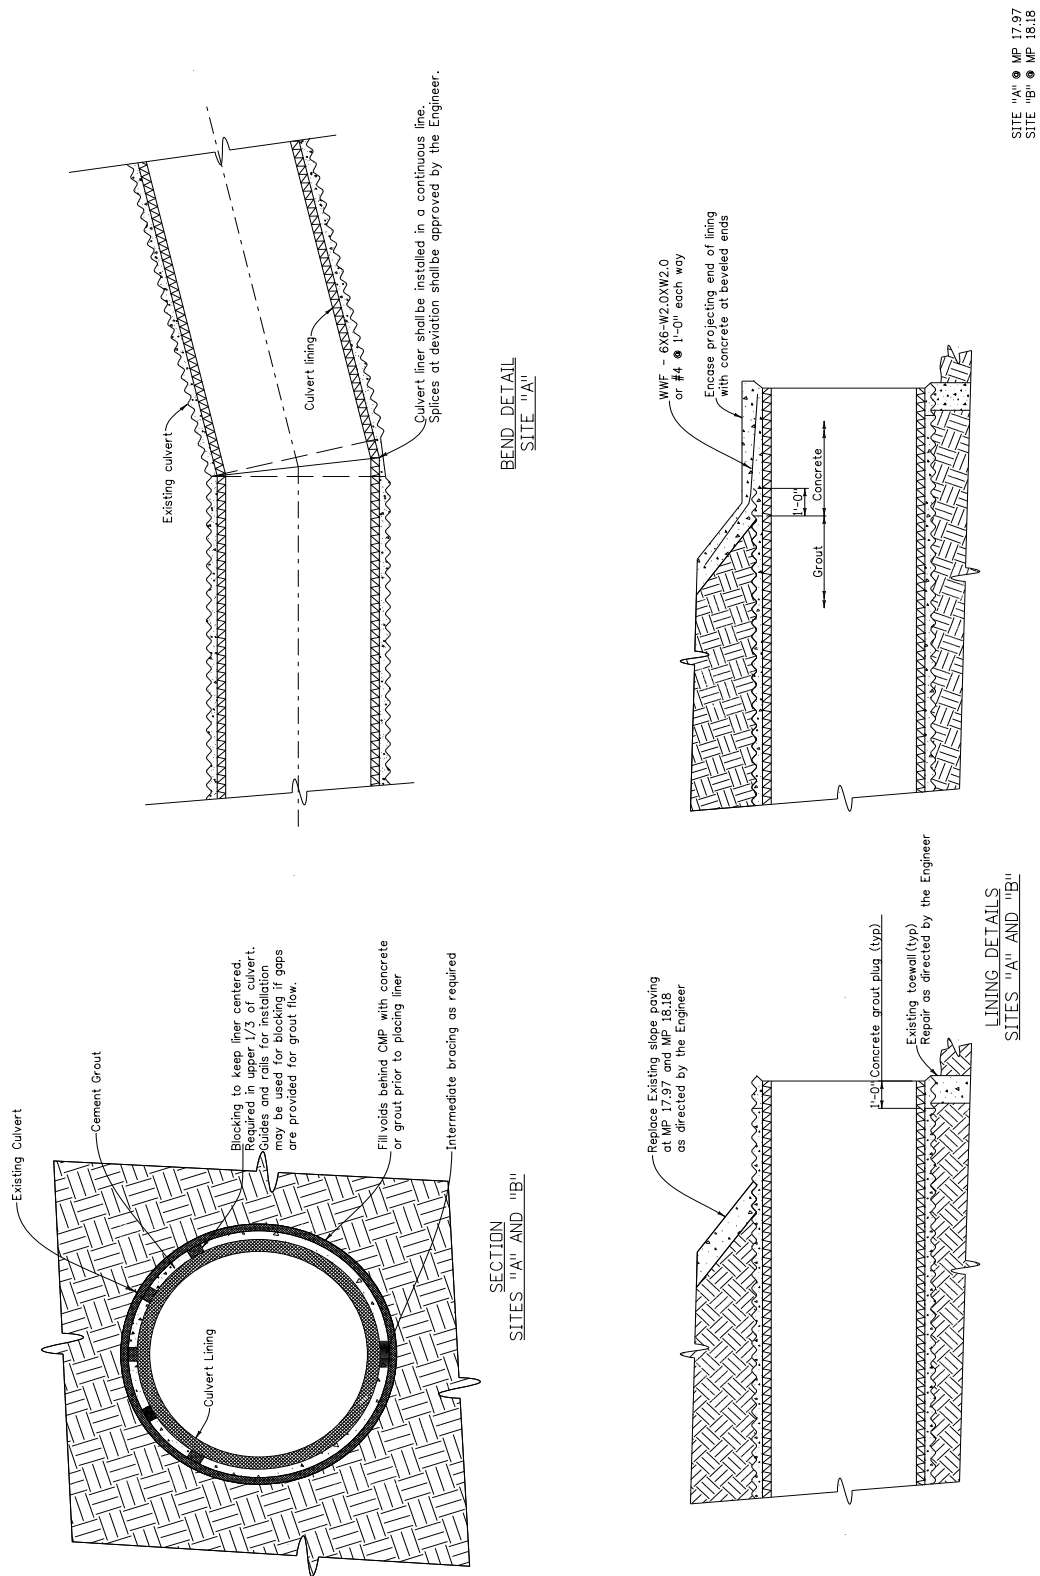 Existing Culvert
Cement Grout
Blocking to keep liner centered.
Required in upper 1/3 of culvert.
Guides and rails for installation
may be used for blocking if gaps
are provided for grout flow.
Culvert Lining
Fill voids behind CMP with concrete
or grout prior to placing liner
Intermediate bracing as required
SECTION
SITES "A" AND "B"
Existing culvert
Culvert lining
Culvert liner shall be installed in a continuous line.
Splices at deviation shall be approved by the Engineer.
BEND DETAIL
SITE "A"
Replace Existing slope paving
at MP 17.97 and MP 18.18
as directed by the Engineer
1'-0" Concrete grout plug (typ)
Existing toewall (typ)
Repair as directed by the Engineer
LINING DETAILS
SITES "A" AND "B"
WWF - 6X6-W2.0XW2.0
or #4 @ 1'-0" each way
Encase projecting end of lining
with concrete at beveled ends
1'-0"
Grout
Concrete
SITE "A" @ MP 17.97
SITE "B" @ MP 18.18